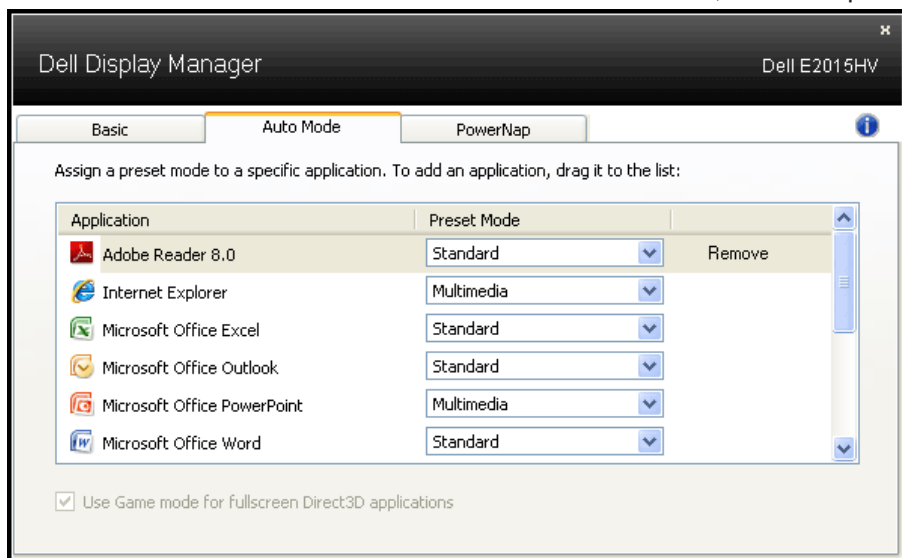 Dell Display Manager
Dell E2015HV
Basic
Auto Mode
PowerNap
Assign a preset mode to a specific application. To add an application, drag it to the list:
Application Preset Mode
Adobe Reader 8.0 Standard Remove
Internet Explorer Multimedia
Microsoft Office Excel Standard
Microsoft Office Outlook Standard
Microsoft Office PowerPoint Multimedia
Microsoft Office Word Standard
Use Game mode for fullscreen Direct3D applications